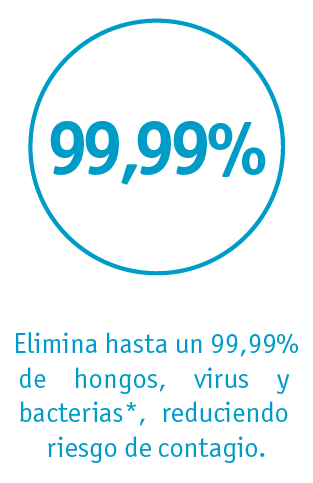 99,99%
Elimina hasta un 99,99%
de hongos, virus y
bacterias*, reduciendo
riesgo de contagio.